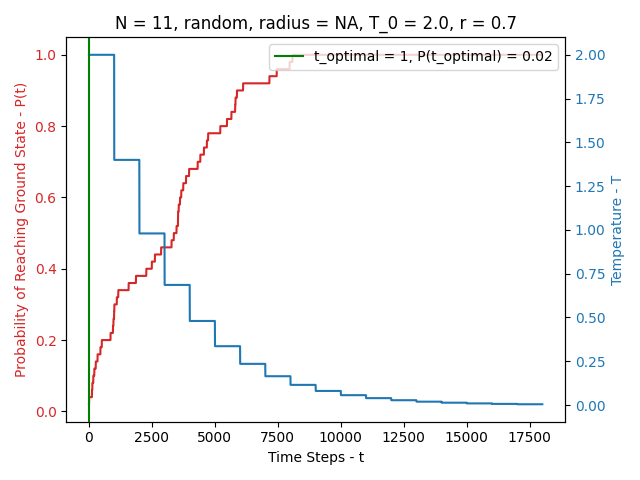 N = 11, random, radius = NA, T_0 = 2.0, r = 0.7
t_optimal = 1, P(t_optimal) = 0.02
Probability of Reaching Ground State - P(t)
1.0
0.8
0.6
0.4
0.2
0.0
2.00
1.75
1.50
1.25
1.00
0.75
0.50
0.25
0.00
Temperature - T
0 2500 5000 7500 10000 12500 15000 17500
Time Steps - t